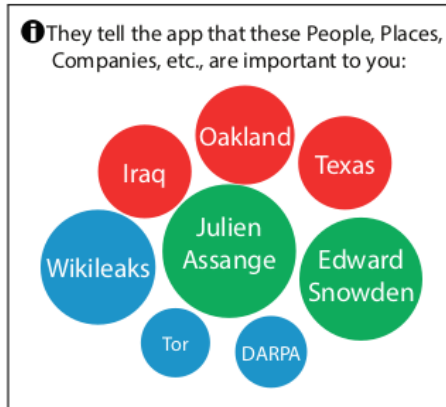 They tell the app that these People, Places,
Companies, etc., are important to you:
Oakland
Iraq
Texas
Julien
Assange
Wikileaks
Edward
Snowden
Tor
DARPA